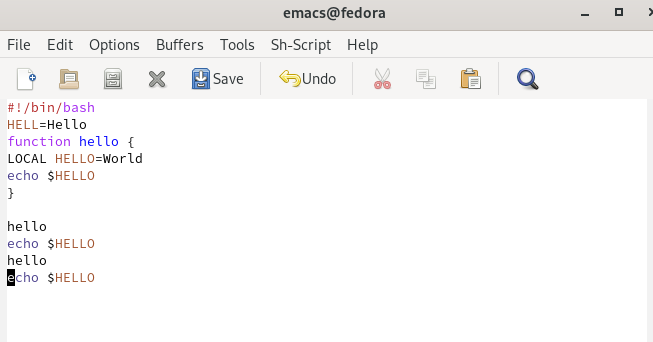 emacs@fedora
File Edit Options Buffers Tools Sh-Script Help
Save Undo
#!/bin/bash
HELL=Hello
function hello {
LOCAL HELLO=World
echo $HELLO
}
hello
echo $HELLO
hello
echo $HELLO